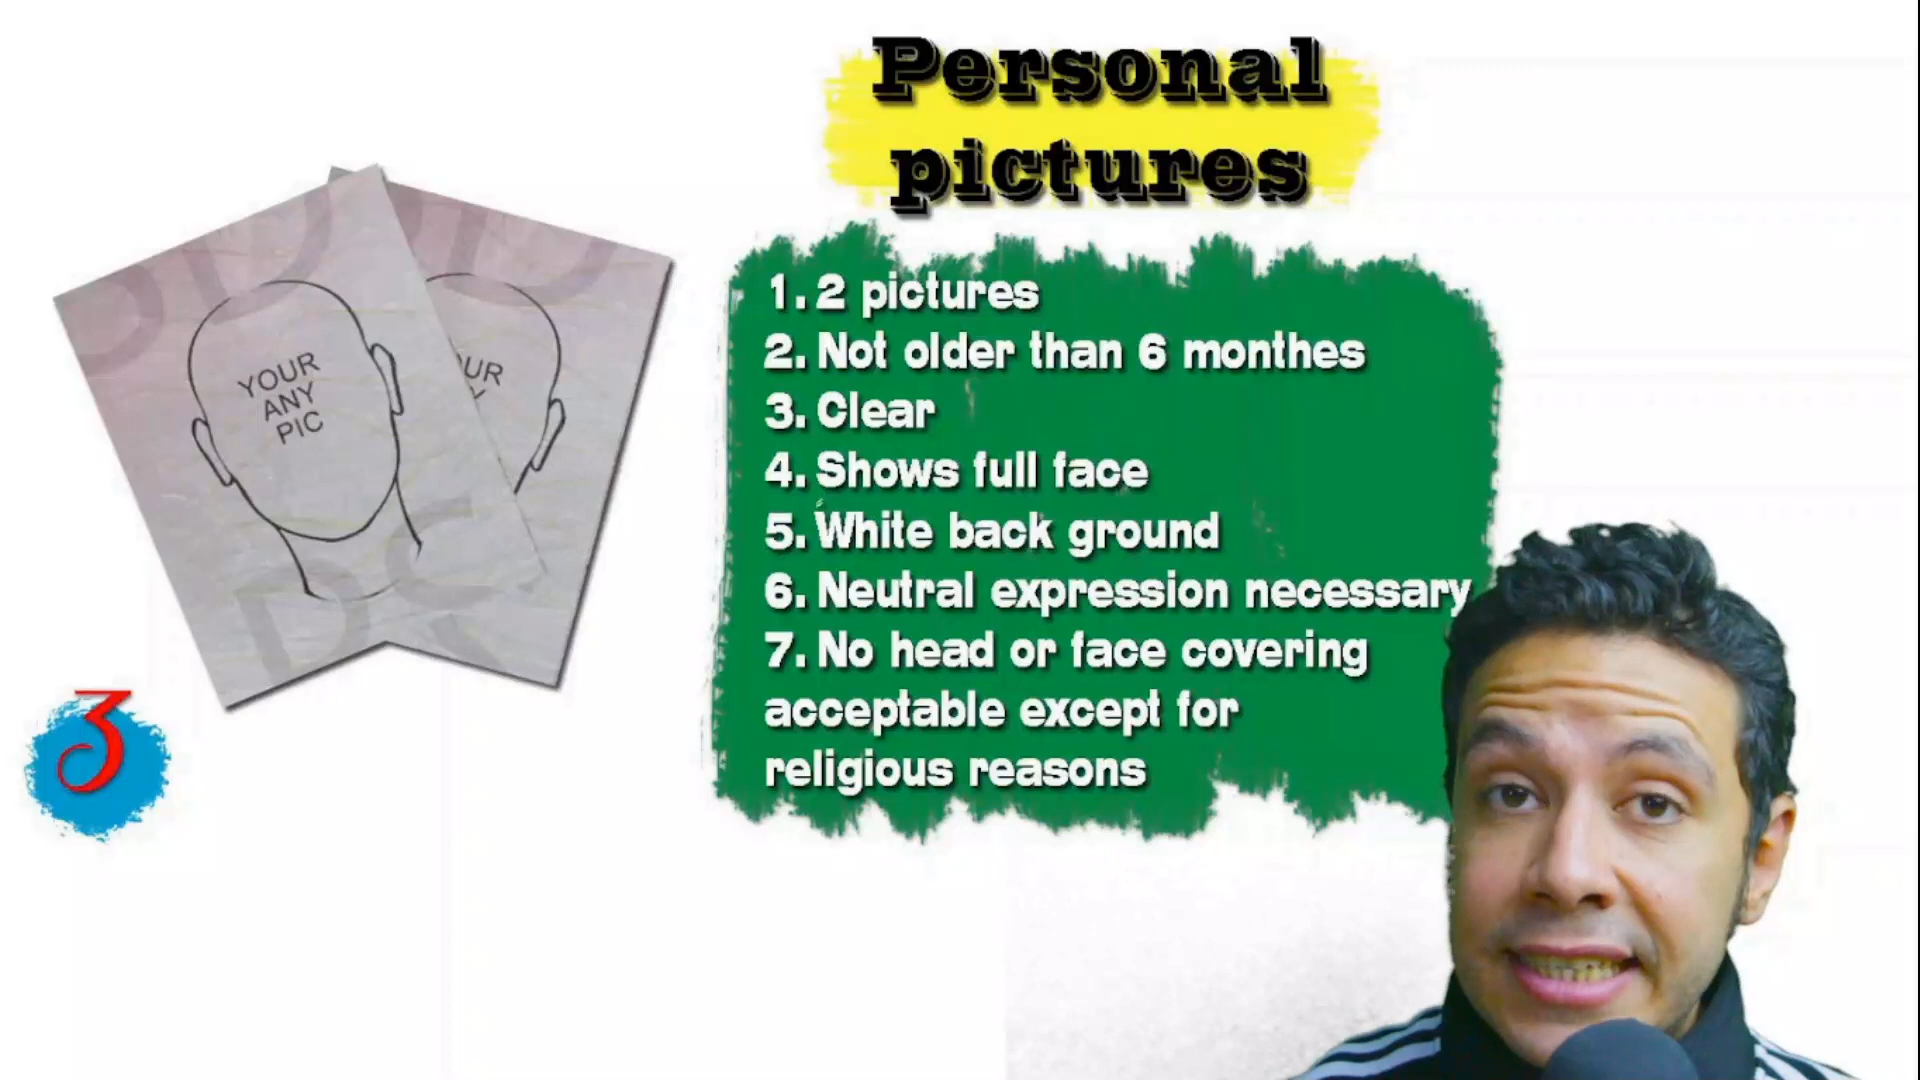 Personal
pictures
1. 2 pictures
2. Not older than 6 monthes
3. Clear
4. Shows full face
5. White back ground
6. Neutral expression necessary
7. No head or face covering
acceptable except for
religious reasons
YOUR
ANY
PIC
3